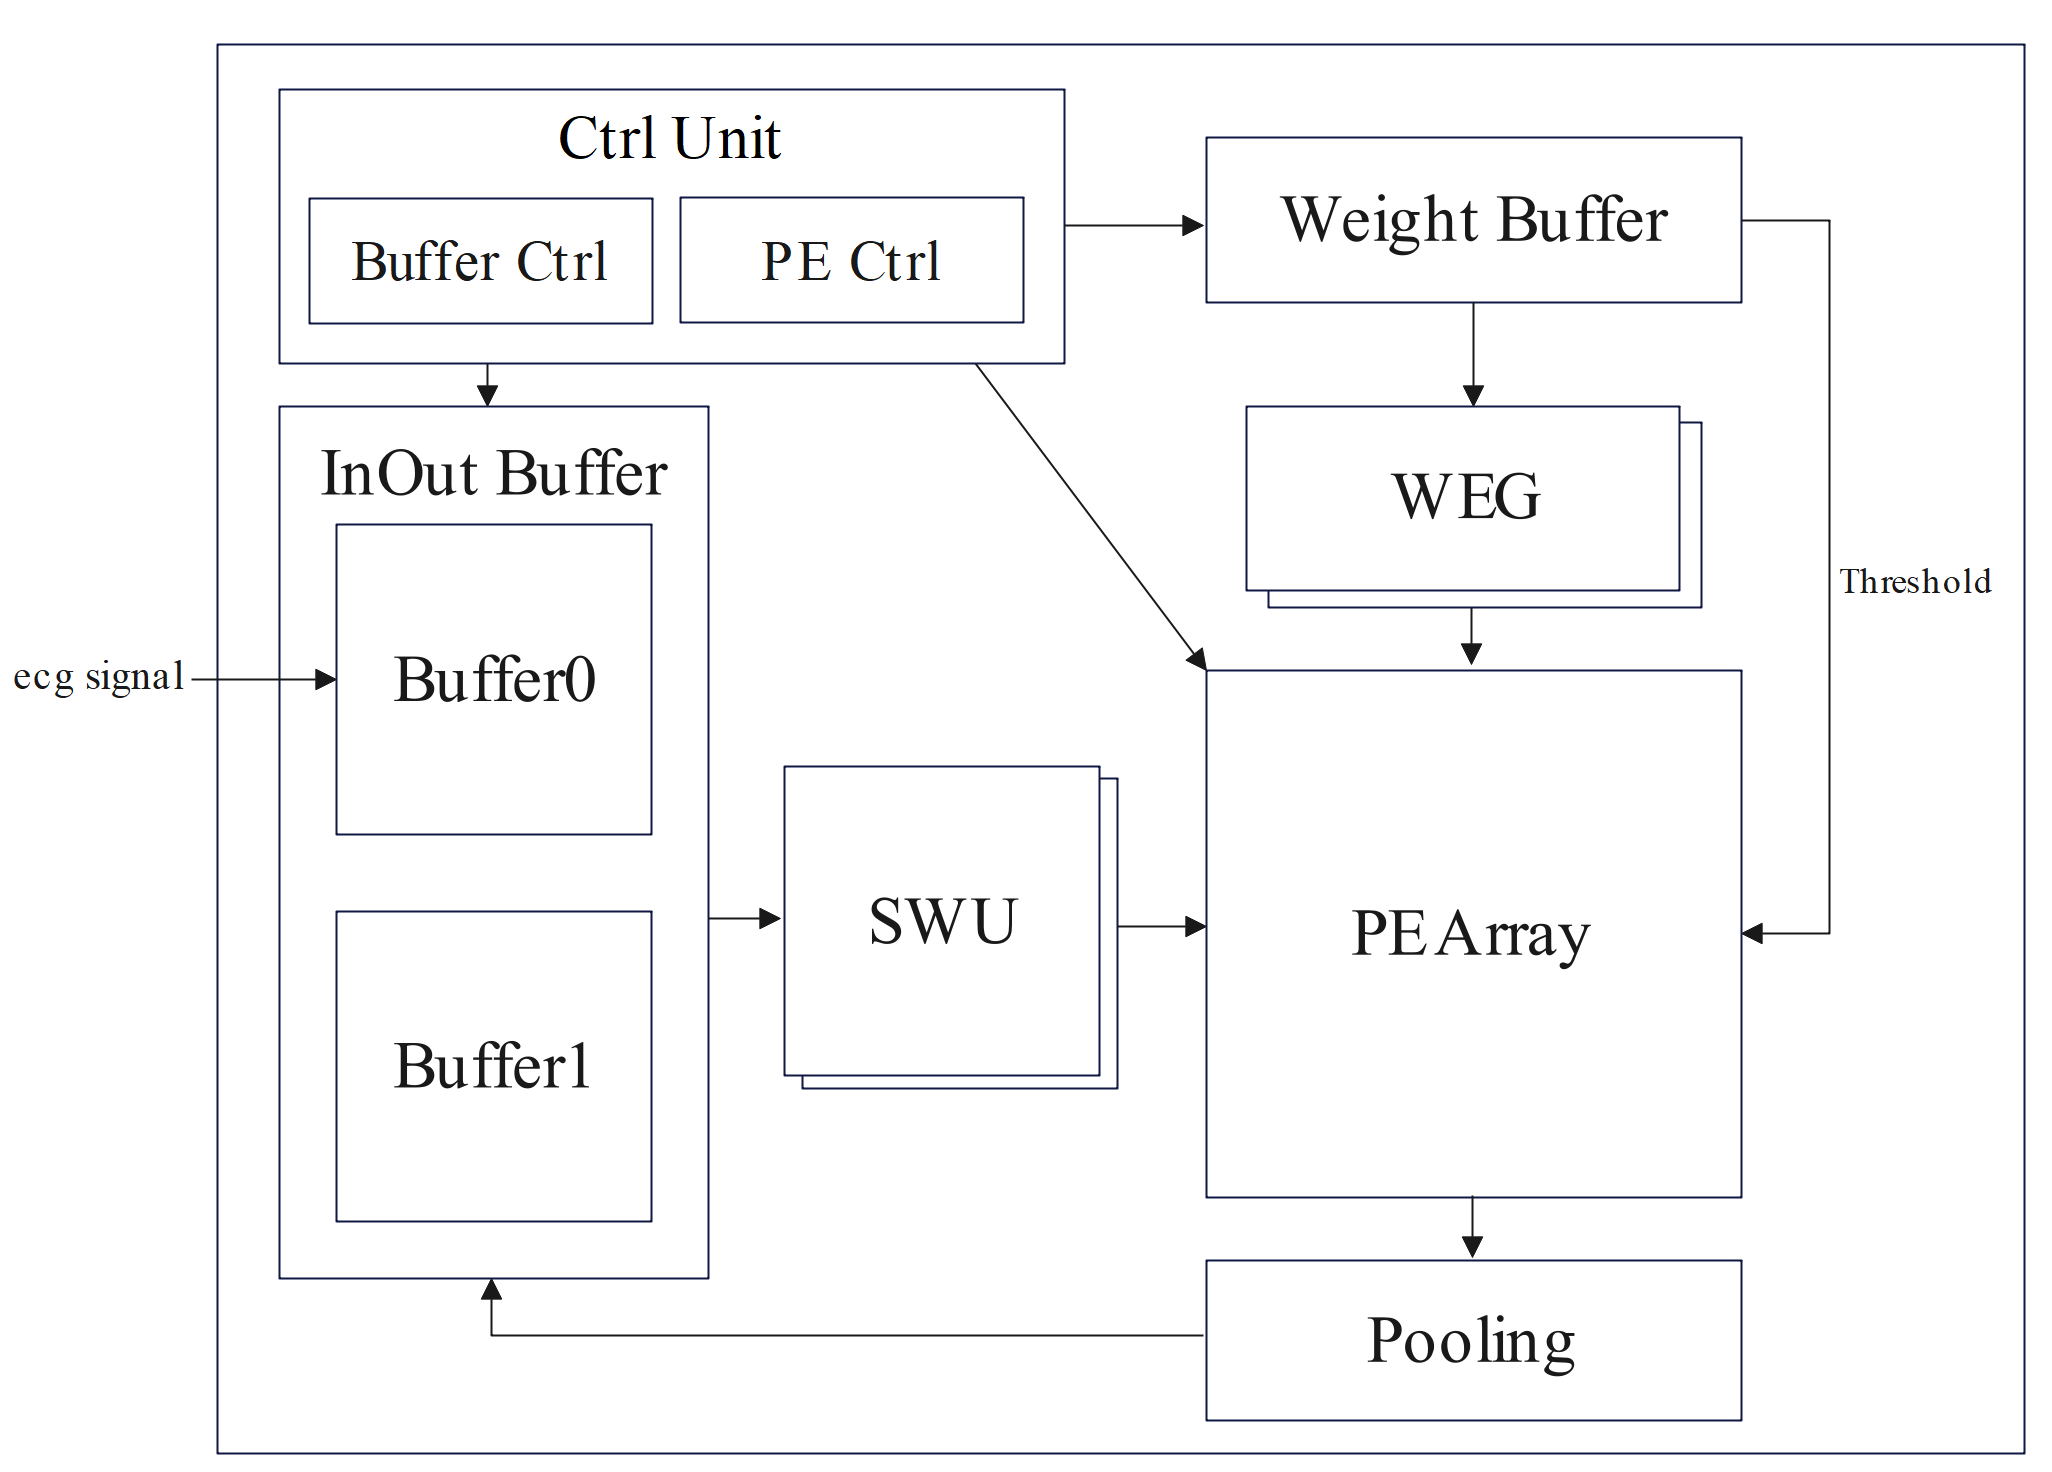 Ctrl Unit
Buffer Ctrl
PE Ctrl
Weight Buffer
InOut Buffer
WEG
Threshold
ecg signal
Buffer0
SWU
PE Array
Buffer1
Pooling